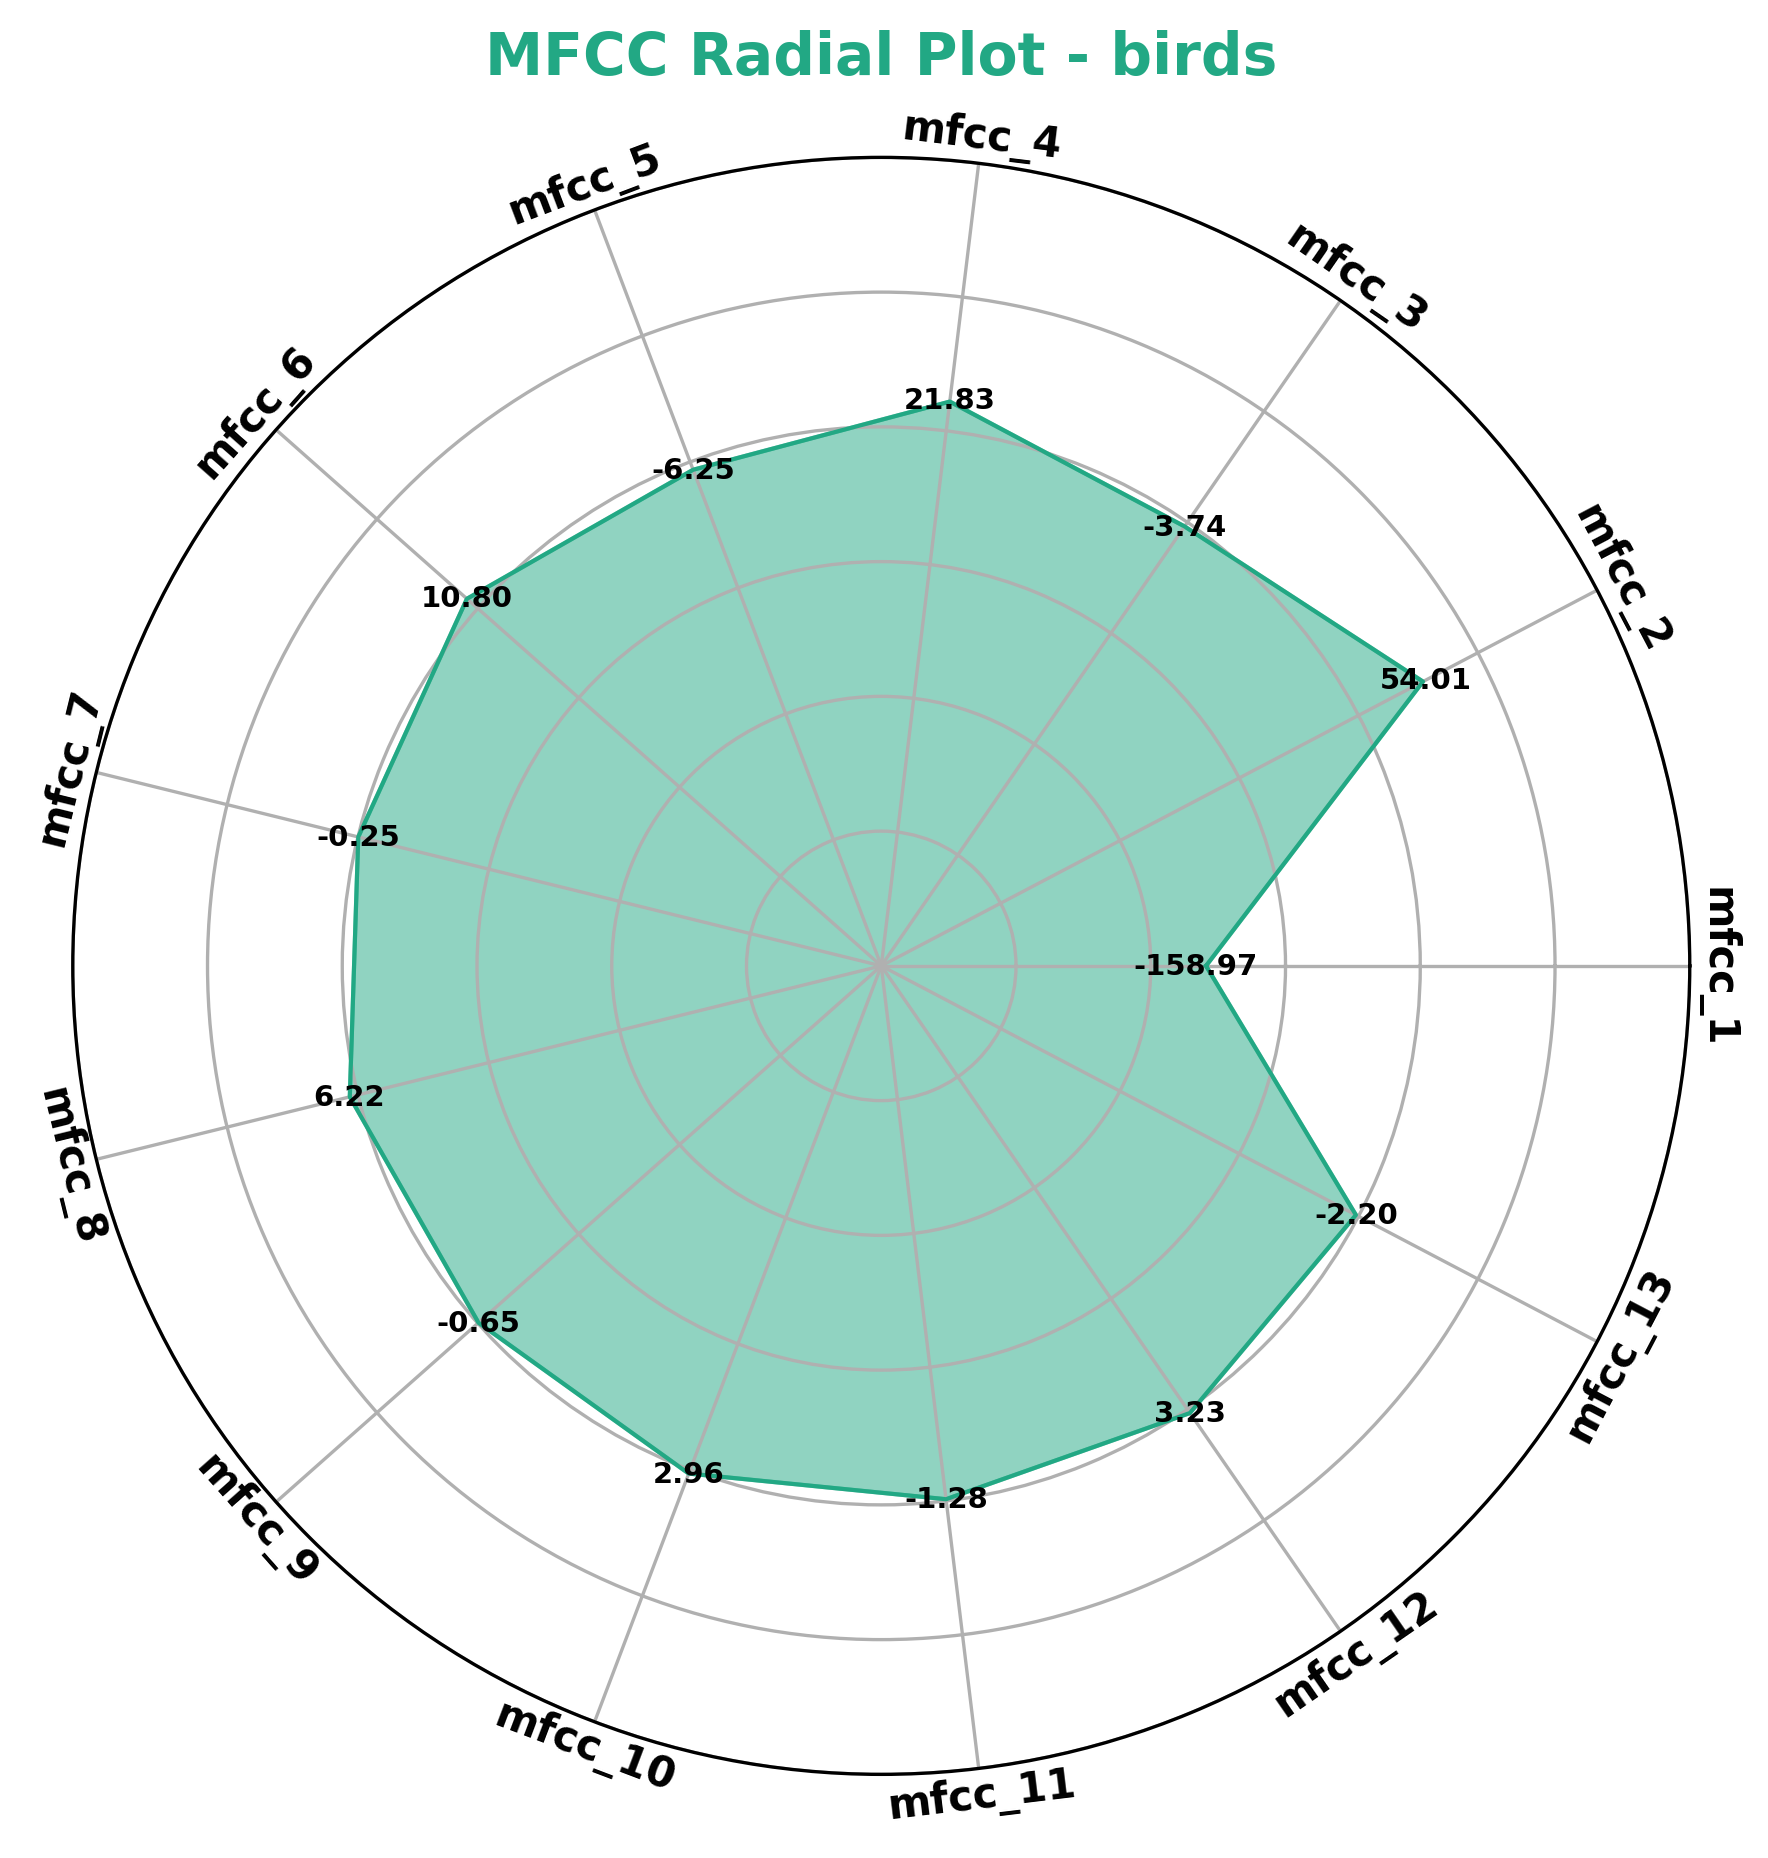 MFCC Radial Plot - birds
mfcc_4
mfcc_5
mfcc_3
mfcc_6
21.83
-6.25
-3.74
mfcc_2
10.80
54.01
mfcc_7
-0.25
-158.97
mfcc_1
6.22
mfcc_8
-2.20
-0.65
mfcc_13
3.23
2.96
-1.28
mfcc_9
mfcc_12
mfcc_10
mfcc_11